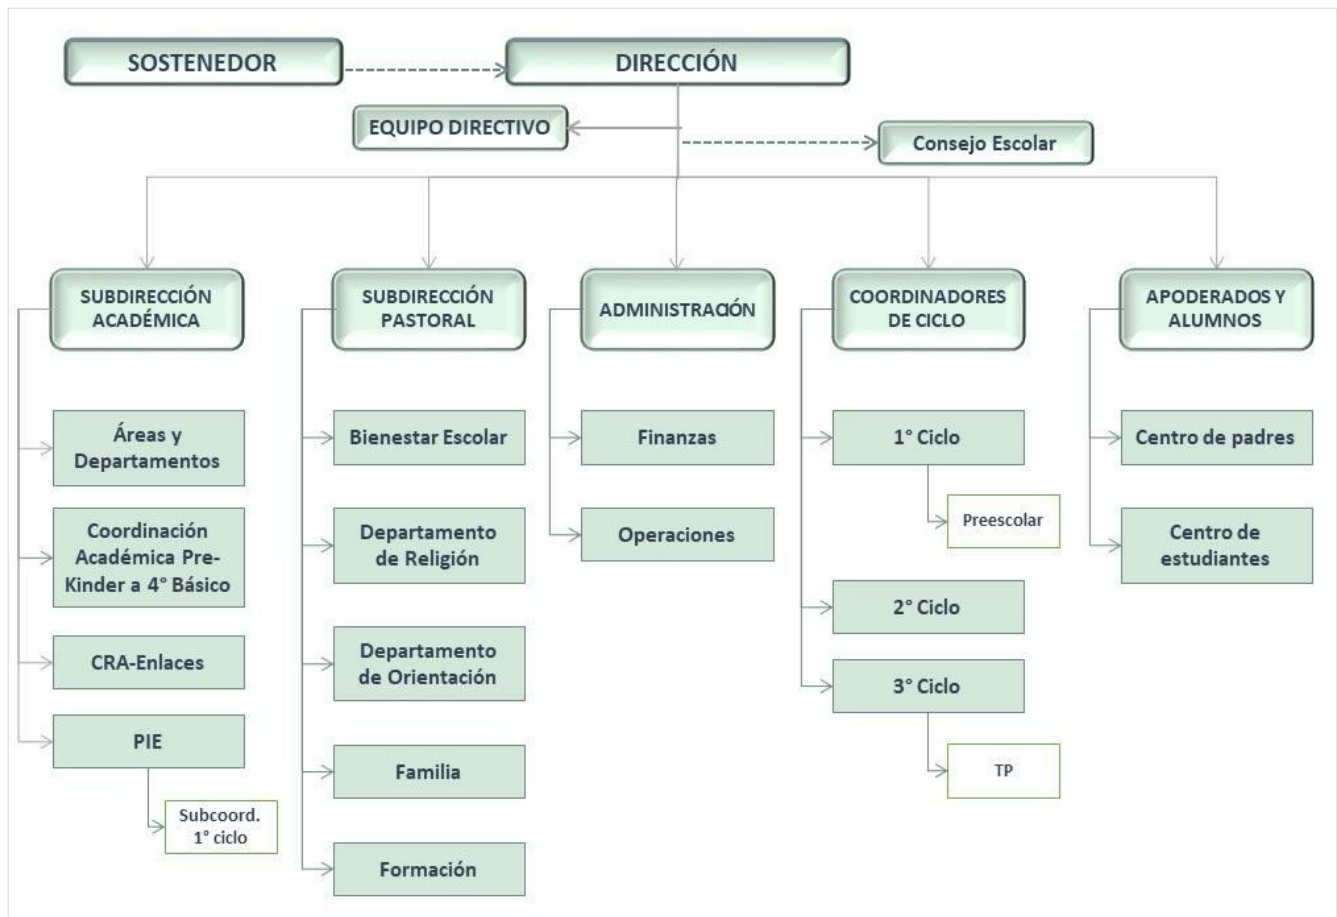 SOSTENEDOR
DIRECCIÓN
EQUIPO DIRECTIVO
Consejo Escolar
SUBDIRECCIÓN
ACADÉMICA
SUBDIRECCIÓN
PASTORAL
ADMINISTRACIÓN
COORDINADORES
DE CICLO
APODERADOS Y
ALUMNOS
Áreas y
Departamentos
Coordinación
Académica Pre-
Kinder a 4° Básico
CRA-Enlaces
PIE
Subcoord.
1° ciclo
Bienestar Escolar
Departamento
de Religión
Departamento
de Orientación
Familia
Formación
Finanzas
Operaciones
1° Ciclo
Preescolar
2° Ciclo
3° Ciclo
TP
Centro de padres
Centro de
estudiantes